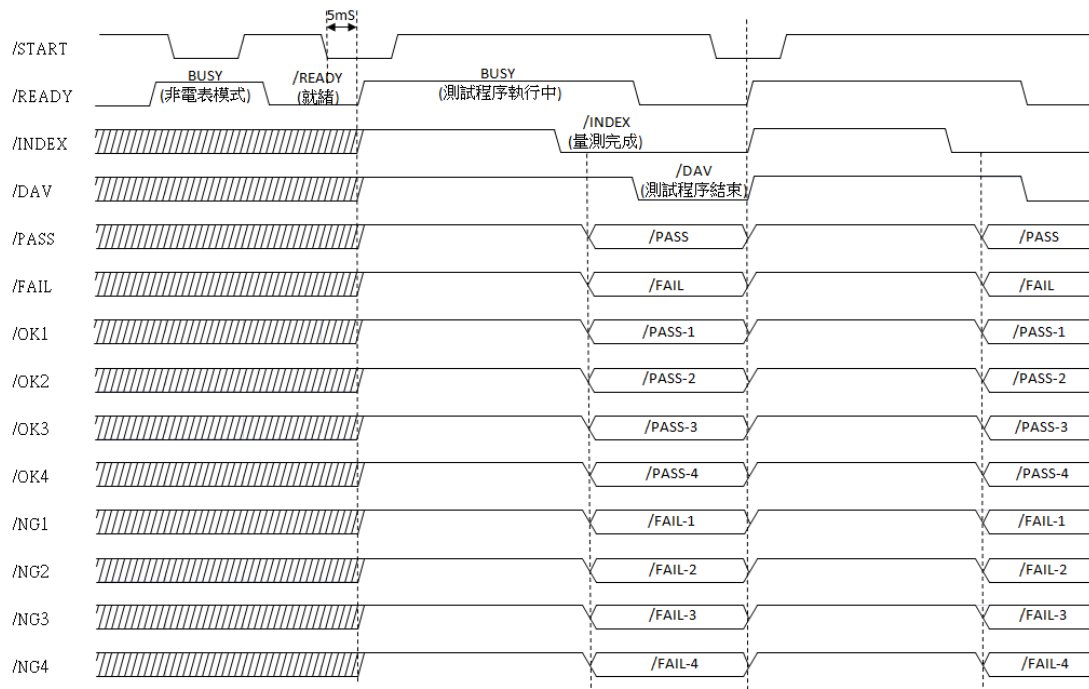 5mS
/START
BUSY
(非電表模式)
/READY
(就緒)
BUSY
(測試程序執行中)
/READY
/INDEX
(量測完成)
/INDEX
/DAV
(測試程序結束)
/DAV
/PASS /PASS /PASS
/FAIL /FAIL /FAIL
/OK1 /PASS-1 /PASS-1
/OK2 /PASS-2 /PASS-2
/OK3 /PASS-3 /PASS-3
/OK4 /PASS-4 /PASS-4
/NG1 /FAIL-1 /FAIL-1
/NG2 /FAIL-2 /FAIL-2
/NG3 /FAIL-3 /FAIL-3
/NG4 /FAIL-4 /FAIL-4